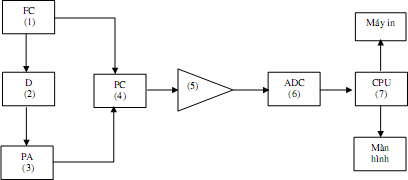 FC
(1)
Máy in
D
(2)
PC
(4)
(5)
ADC
(6)
CPU
(7)
PA
(3)
Màn
hình